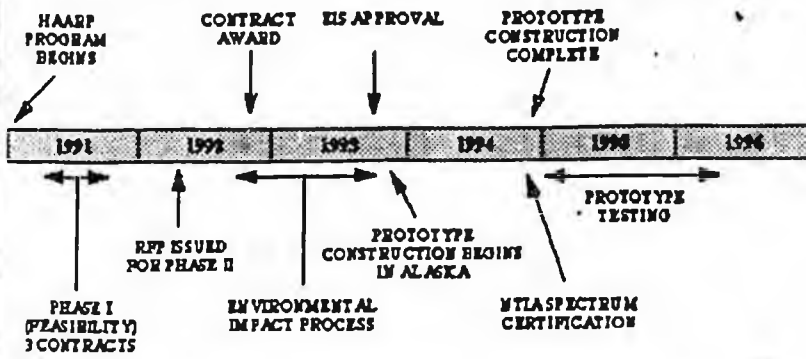 HAARP
PROGRAM
BEGINS
CONTRACT
AWARD
EIS APPROVAL
PROTOTYPE
CONSTRUCTION
COMPLETE
1991
1992
1993
1994
1995
1996
RFP ISSUED
FOR PHASE II
PROTOTYPE
CONSTRUCTION BEGINS
IN ALASKA
PROTOTYPE
TESTING
PHASE I
(FEASIBILITY)
3 CONTRACTS
ENVIRONMENTAL
IMPACT PROCESS
NTIA SPECTRUM
CERTIFICATION